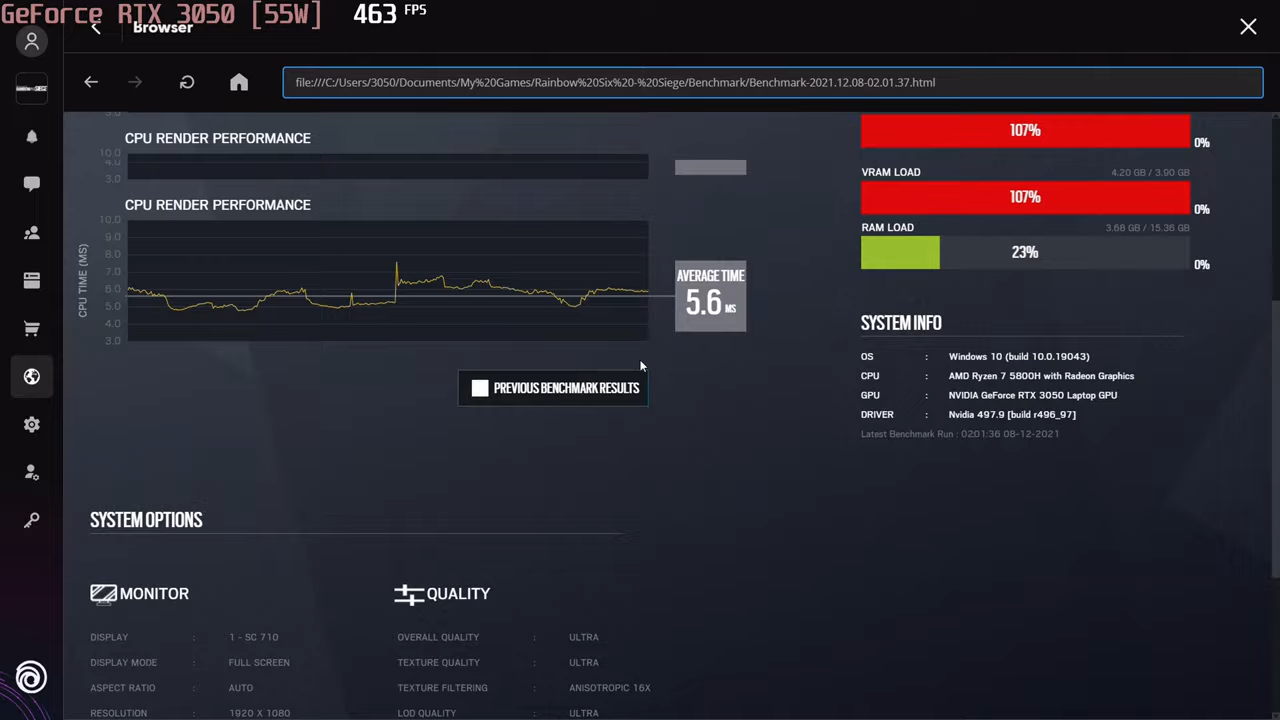 GeForce RTX 3050 [55W] 463 FPS
Browser
file:///C:/Users/3050/Documents/My%20Games/Rainbow%20Six%20-%20Siege/Benchmark/Benchmark-2021.12.08-02.01.37.html
CPU RENDER PERFORMANCE
10.0
4.0
3.0
CPU RENDER PERFORMANCE
CPU TIME (MS)
10.0
9.0
8.0
7.0
6.0
5.0
4.0
3.0
AVERAGE TIME
5.6 MS
PREVIOUS BENCHMARK RESULTS
107%
0%
VRAM LOAD 4.20 GB / 3.90 GB
107%
0%
RAM LOAD 3.68 GB / 15.36 GB
23%
0%
SYSTEM INFO
OS : Windows 10 (build 10.0.19043)
CPU : AMD Ryzen 7 5800H with Radeon Graphics
GPU : NVIDIA GeForce RTX 3050 Laptop GPU
DRIVER : Nvidia 497.9 [build r496_97]
Latest Benchmark Run : 02:01:36 08-12-2021
SYSTEM OPTIONS
MONITOR
DISPLAY : 1 - SC 710
DISPLAY MODE : FULL SCREEN
ASPECT RATIO : AUTO
RESOLUTION : 1920 X 1080
QUALITY
OVERALL QUALITY : ULTRA
TEXTURE QUALITY : ULTRA
TEXTURE FILTERING : ANISOTROPIC 16X
LOD QUALITY : ULTRA